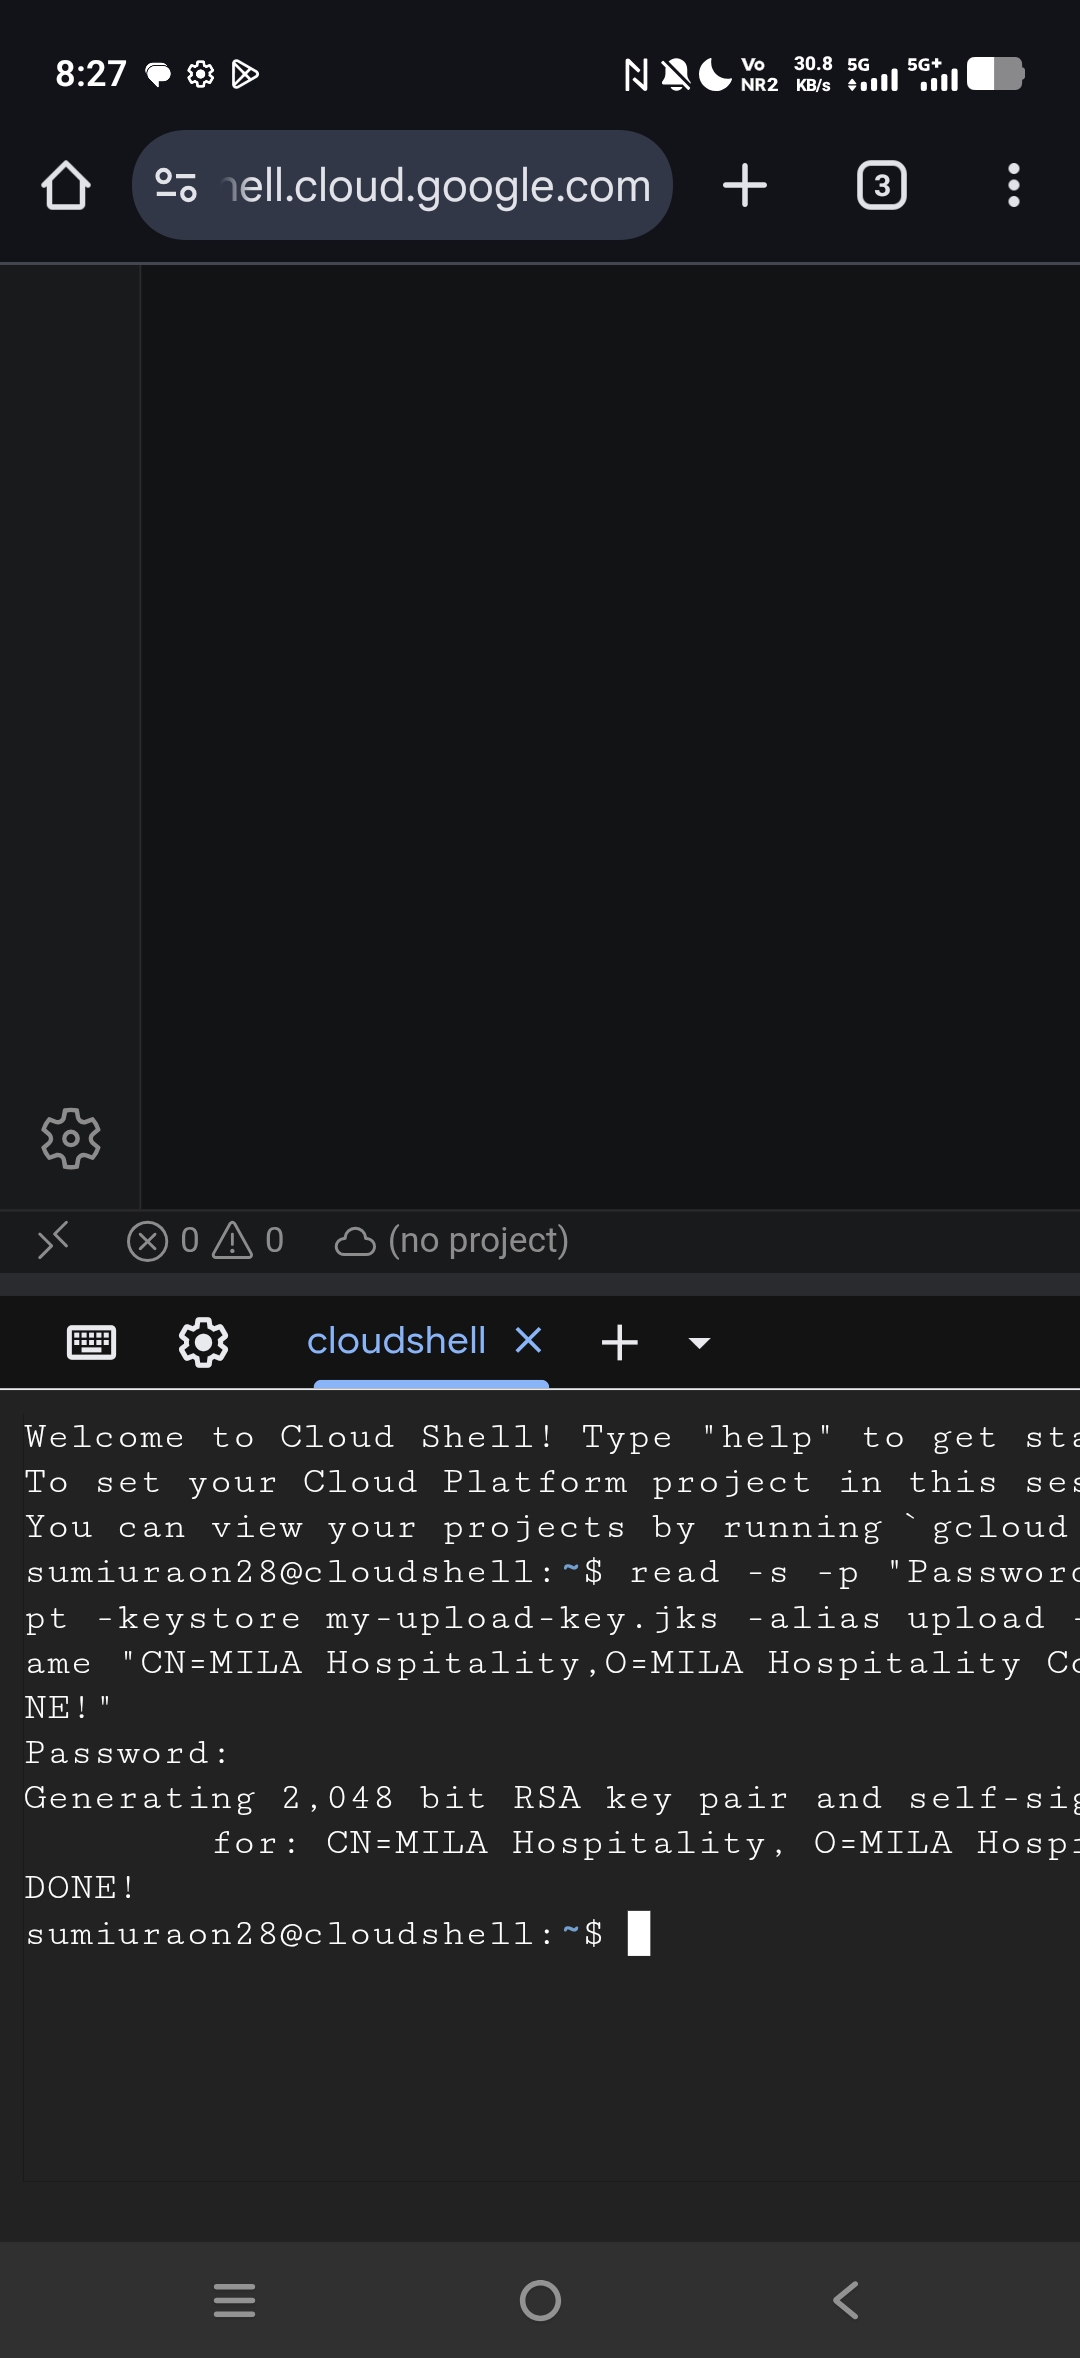 8:27
Vo
NR2
30.8
KB/s
5G
5G+
ell.cloud.google.com
3
0
0
(no project)
cloudshell
Welcome to Cloud Shell! Type "help" to get sta
To set your Cloud Platform project in this ses
You can view your projects by running `gcloud
sumiuraon28@cloudshell:~$ read -s -p "Password
pt -keystore my-upload-key.jks -alias upload -
ame "CN=MILA Hospitality,O=MILA Hospitality Co
NE!"
Password:
Generating 2,048 bit RSA key pair and self-sig
for: CN=MILA Hospitality, O=MILA Hospi
DONE!
sumiuraon28@cloudshell:~$